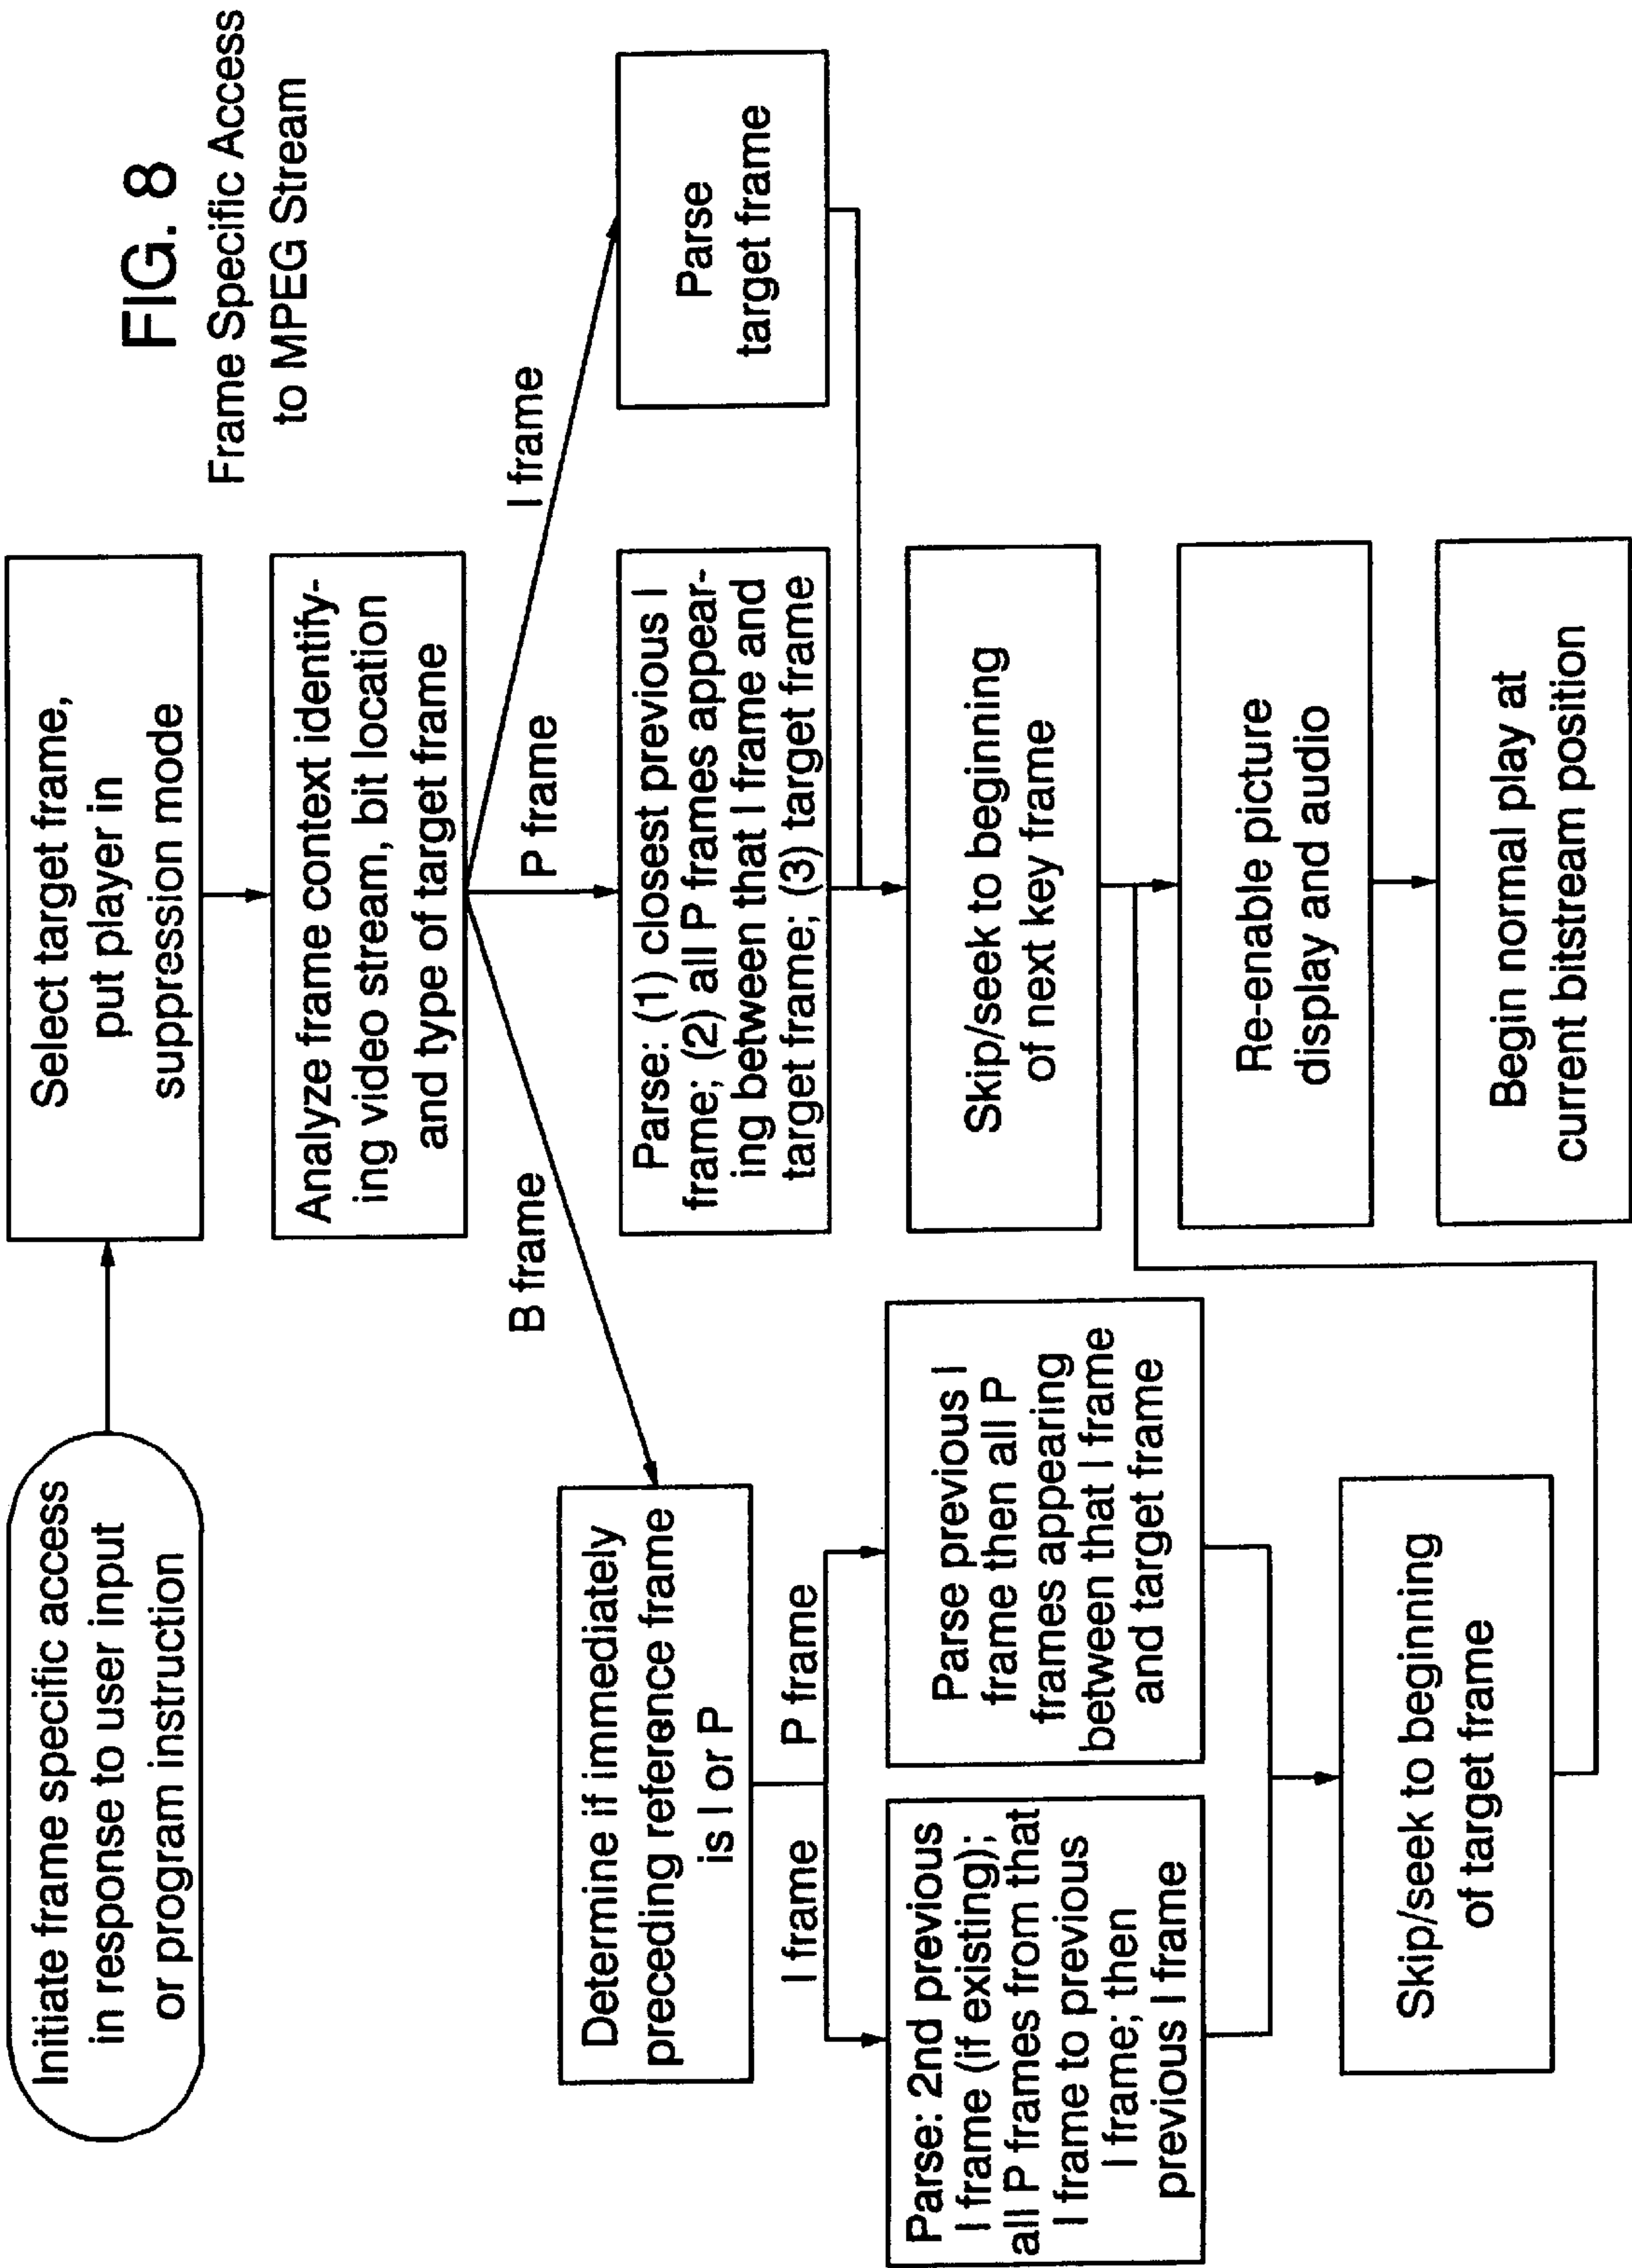 FIG. 8
Frame Specific Access
to MPEG Stream
Initiate frame specific access
in response to user input
or program instruction
Select target frame,
put player in
suppression mode
Analyze frame context identify-
ing video stream, bit location
and type of target frame
B frame
P frame
I frame
Determine if immediately
preceding reference frame
is I or P
Parse: (1) closest previous I
frame; (2) all P frames appear-
ing between that I frame and
target frame; (3) target frame
Parse
target frame
I frame
P frame
Parse: 2nd previous
I frame (if existing);
all P frames from that
I frame to previous
I frame; then
previous I frame
Parse previous I
frame then all P
frames appearing
between that I frame
and target frame
Skip/seek to beginning
of next key frame
Skip/seek to beginning
of target frame
Re-enable picture
display and audio
Begin normal play at
current bitstream position